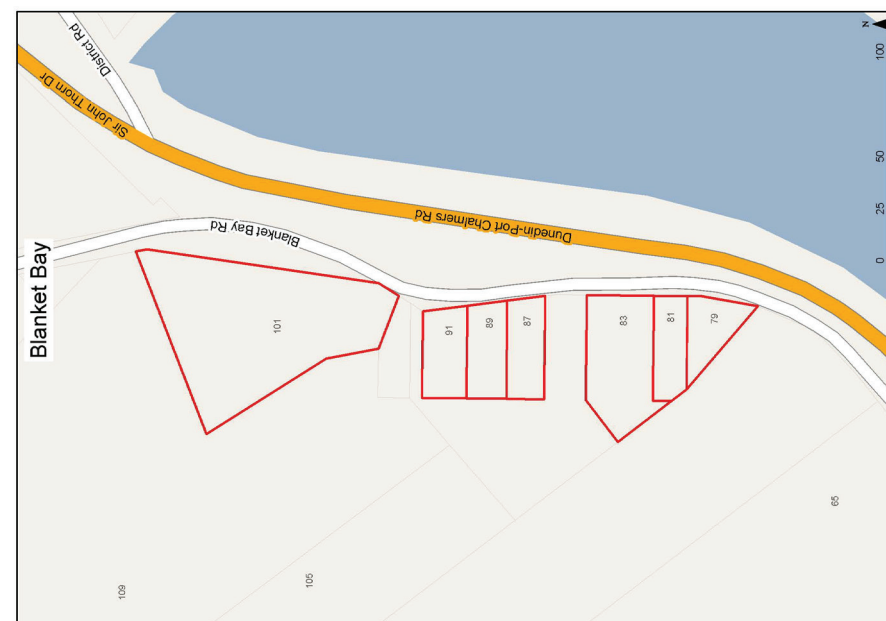 Blanket Bay
District Rd
Sir John Thorn Dr
Blanket Bay Rd
Dunedin-Port Chalmers Rd
101
91
89
87
83
81
79
109
105
65
0
25
50
100
N